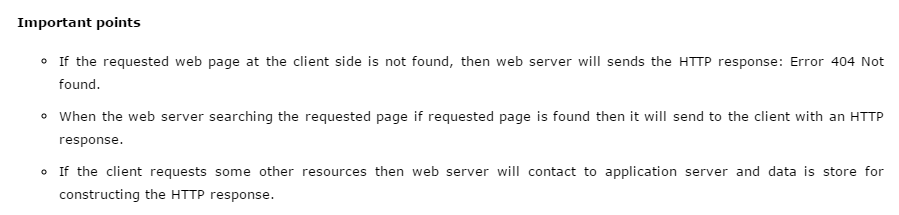 Important points
If the requested web page at the client side is not found, then web server will sends the HTTP response: Error 404 Not
found.
When the web server searching the requested page if requested page is found then it will send to the client with an HTTP
response.
If the client requests some other resources then web server will contact to application server and data is store for
constructing the HTTP response.